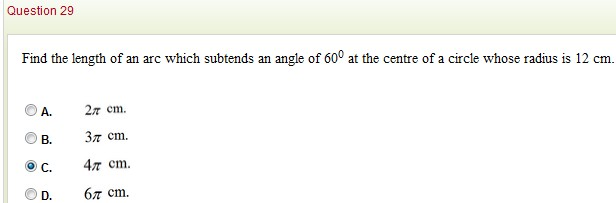 Question 29
Find the length of an arc which subtends an angle of 60⁰ at the centre of a circle whose radius is 12 cm.
A. 2π cm.
B. 3π cm.
C. 4π cm.
D. 6π cm.